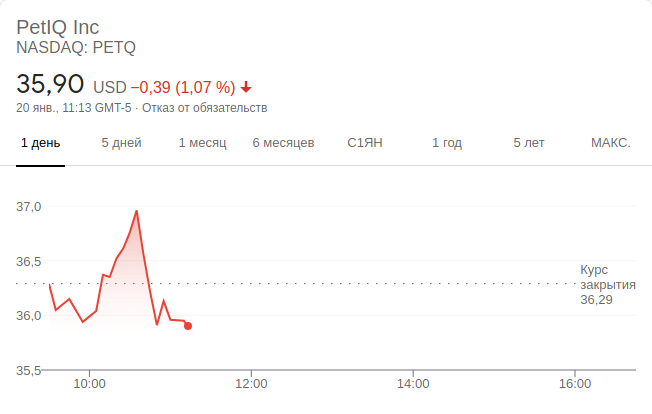 PetIQ Inc
NASDAQ: PETQ
35,90 USD −0,39 (1,07 %)
20 янв., 11:13 GMT-5 · Отказ от обязательств
1 день 5 дней 1 месяц 6 месяцев С1ЯН 1 год 5 лет МАКС.
37,0
36,5
Курс
закрытия
36,29
36,0
35,5
10:00 12:00 14:00 16:00